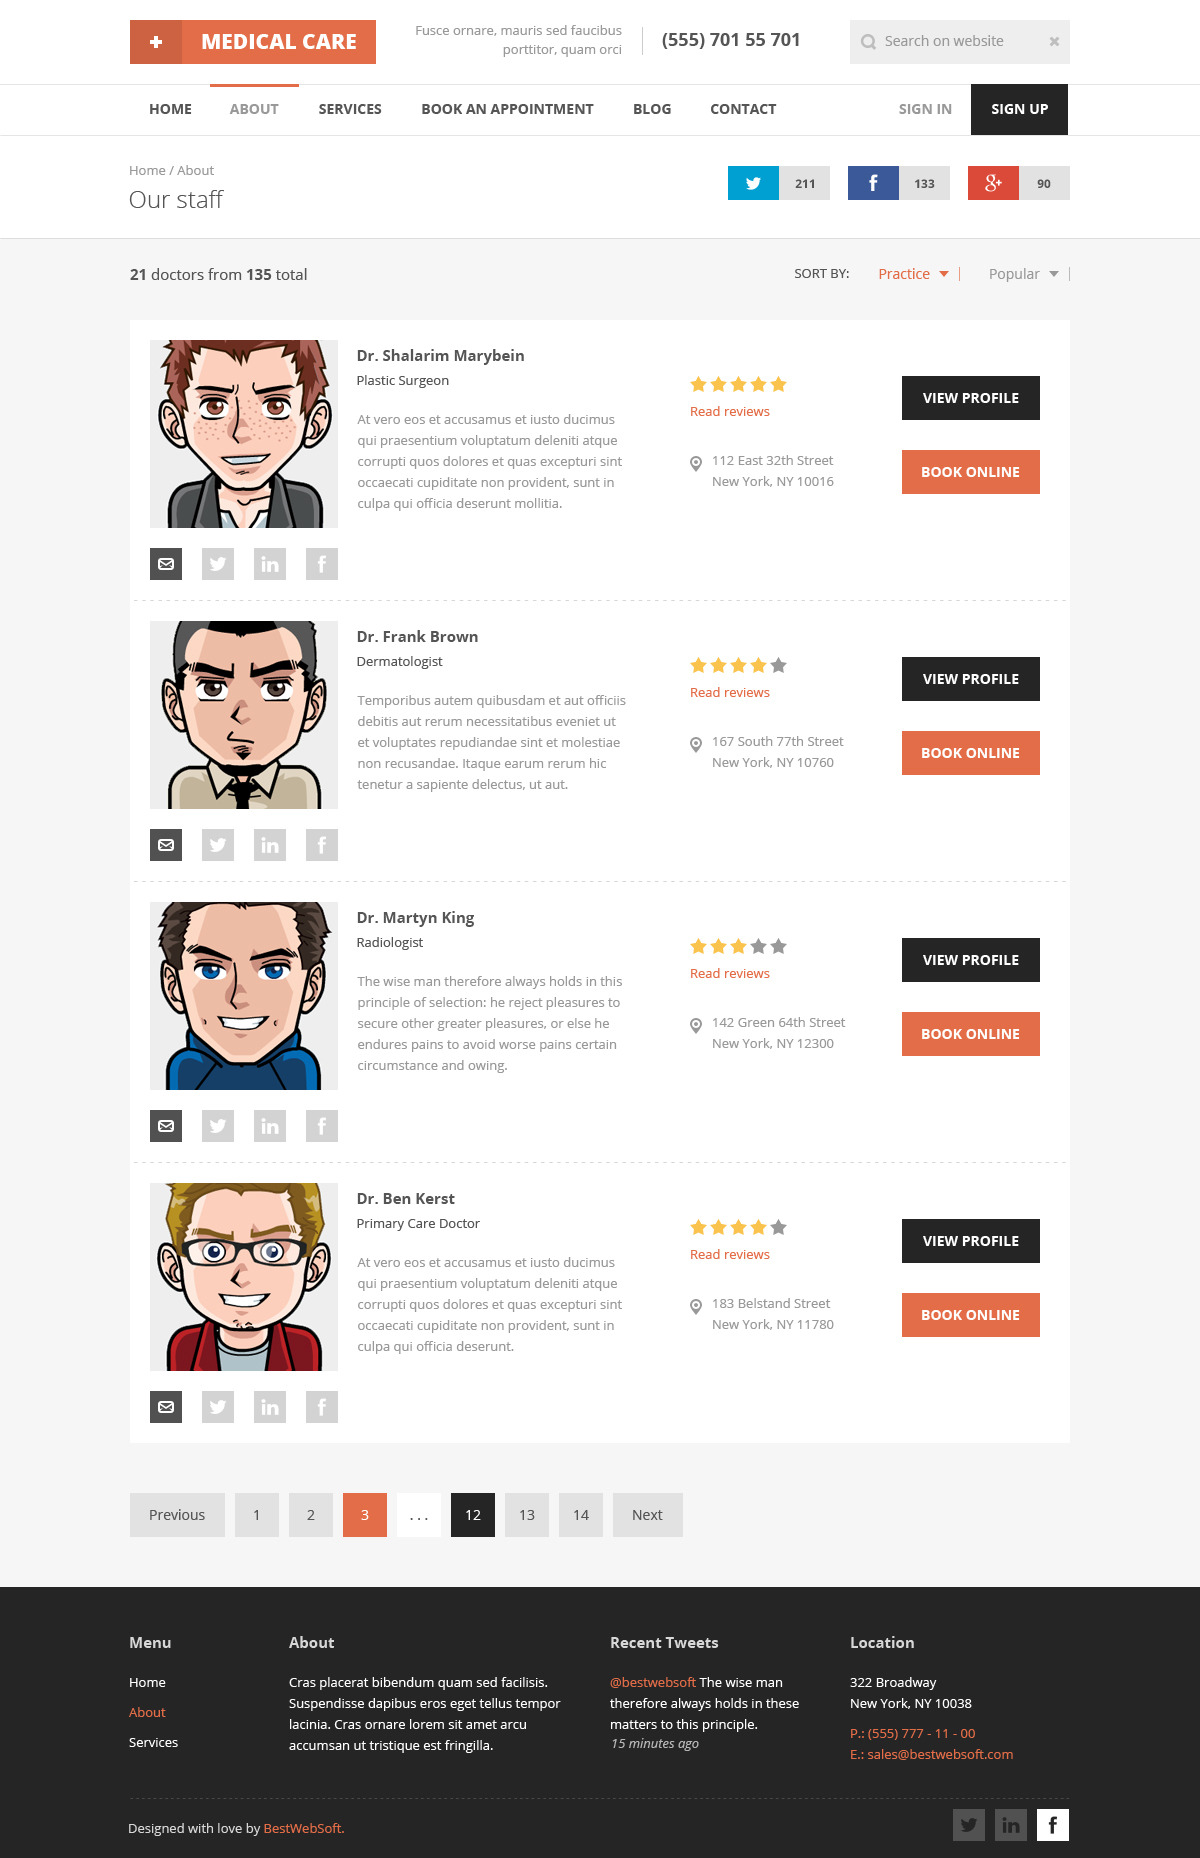 MEDICAL CARE
Fusce ornare, mauris sed faucibus
porttitor, quam orci
(555) 701 55 701
Search on website
HOME
ABOUT
SERVICES
BOOK AN APPOINTMENT
BLOG
CONTACT
SIGN IN
SIGN UP
Home / About
Our staff
211
133
90
21 doctors from 135 total
SORT BY:
Practice
Popular
Dr. Shalarim Marybein
Plastic Surgeon
At vero eos et accusamus et iusto ducimus
qui praesentium voluptatum deleniti atque
corrupti quos dolores et quas excepturi sint
occaecati cupiditate non provident, sunt in
culpa qui officia deserunt mollitia.
Read reviews
112 East 32th Street
New York, NY 10016
VIEW PROFILE
BOOK ONLINE
Dr. Frank Brown
Dermatologist
Temporibus autem quibusdam et aut officiis
debitis aut rerum necessitatibus eveniet ut
et voluptates repudiandae sint et molestiae
non recusandae. Itaque earum rerum hic
tenetur a sapiente delectus, ut aut.
Read reviews
167 South 77th Street
New York, NY 10760
VIEW PROFILE
BOOK ONLINE
Dr. Martyn King
Radiologist
The wise man therefore always holds in this
principle of selection: he reject pleasures to
secure other greater pleasures, or else he
endures pains to avoid worse pains certain
circumstance and owing.
Read reviews
142 Green 64th Street
New York, NY 12300
VIEW PROFILE
BOOK ONLINE
Dr. Ben Kerst
Primary Care Doctor
At vero eos et accusamus et iusto ducimus
qui praesentium voluptatum deleniti atque
corrupti quos dolores et quas excepturi sint
occaecati cupiditate non provident, sunt in
culpa qui officia deserunt.
Read reviews
183 Belstand Street
New York, NY 11780
VIEW PROFILE
BOOK ONLINE
Previous
1
2
3
. . .
12
13
14
Next
Menu
Home
About
Services
About
Cras placerat bibendum quam sed facilisis.
Suspendisse dapibus eros eget tellus tempor
lacinia. Cras ornare lorem sit amet arcu
accumsan ut tristique est fringilla.
Recent Tweets
@bestwebsoft The wise man
therefore always holds in these
matters to this principle.
15 minutes ago
Location
322 Broadway
New York, NY 10038
P.: (555) 777 - 11 - 00
E.: sales@bestwebsoft.com
Designed with love by BestWebSoft.